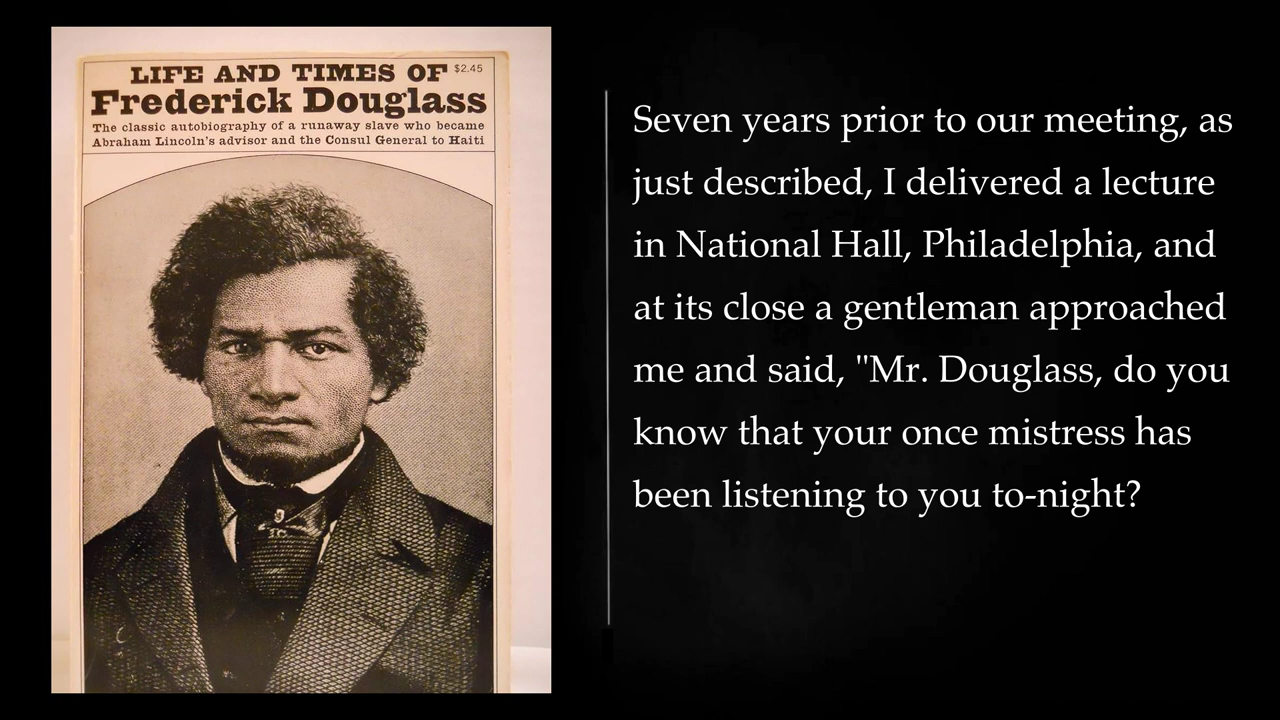 LIFE AND TIMES OF $2.45
Frederick Douglass
The classic autobiography of a runaway slave who became
Abraham Lincoln's advisor and the Consul General to Haiti
Seven years prior to our meeting, as
just described, I delivered a lecture
in National Hall, Philadelphia, and
at its close a gentleman approached
me and said, "Mr. Douglass, do you
know that your once mistress has
been listening to you to-night?